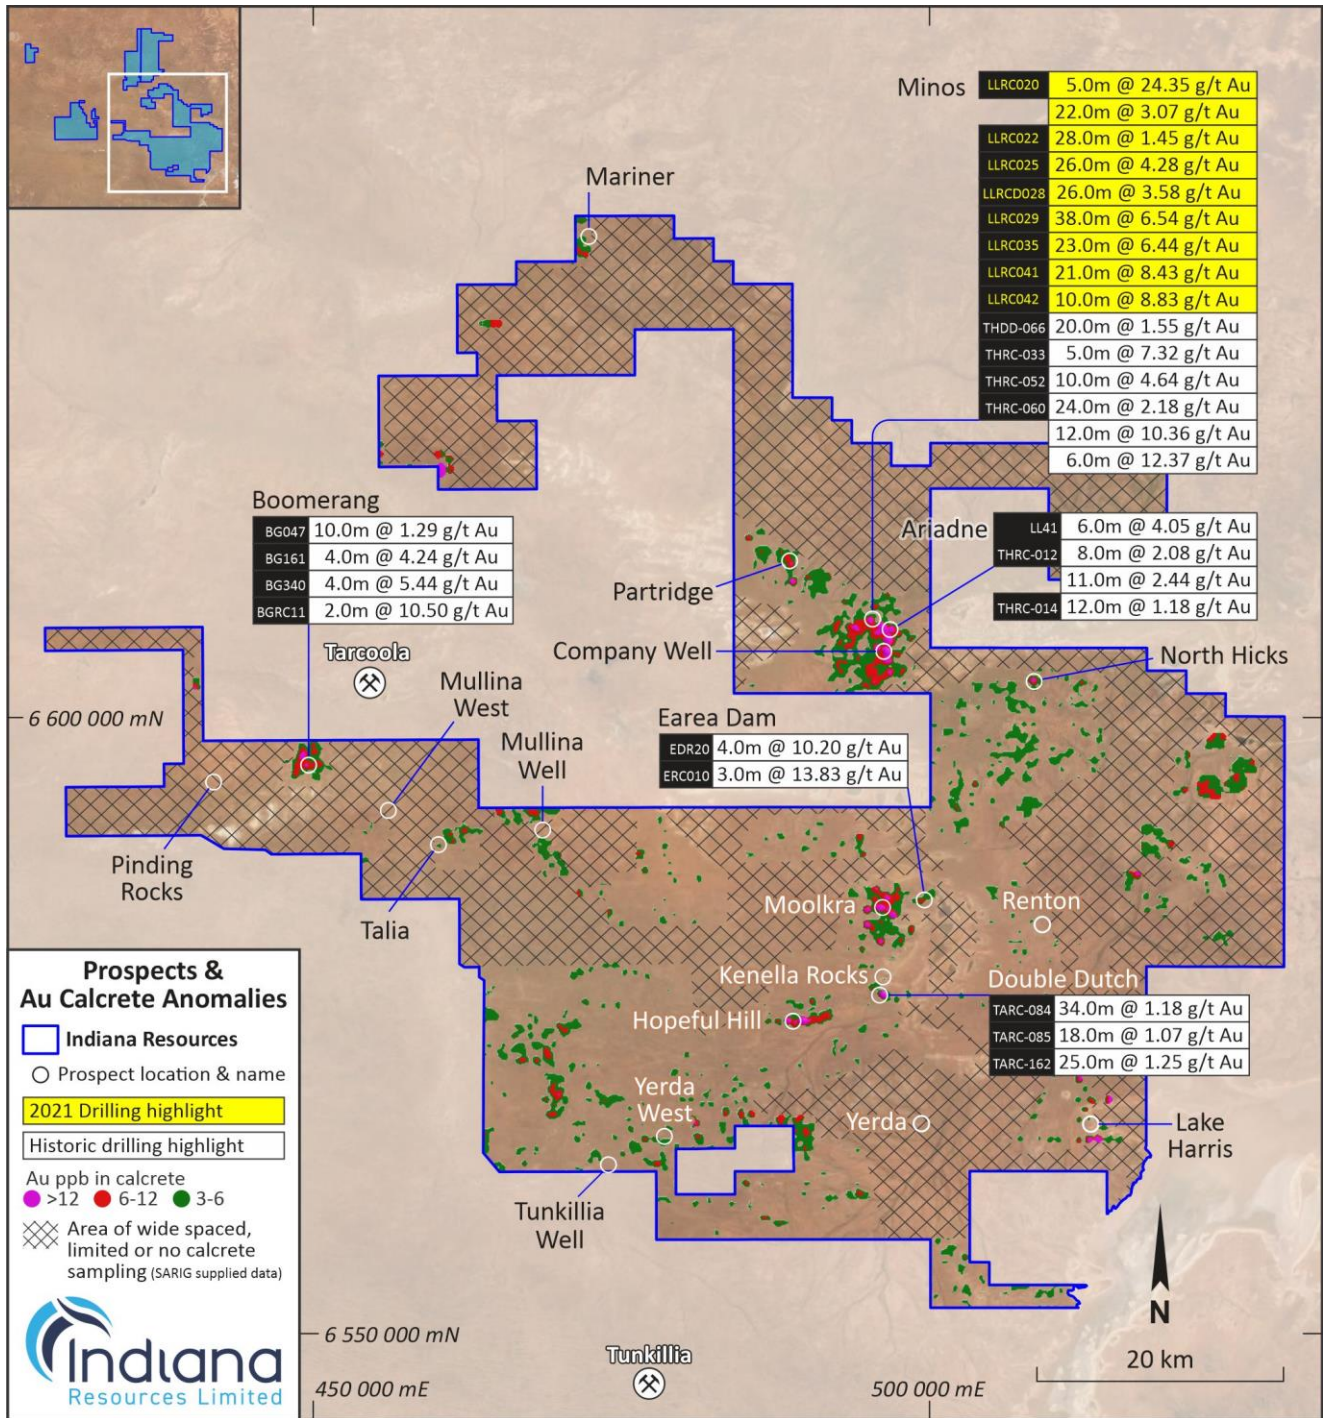 Minos
LLRC020 5.0m @ 24.35 g/t Au
22.0m @ 3.07 g/t Au
LLRC022 28.0m @ 1.45 g/t Au
LLRC025 26.0m @ 4.28 g/t Au
LLRCD028 26.0m @ 3.58 g/t Au
LLRC029 38.0m @ 6.54 g/t Au
LLRC035 23.0m @ 6.44 g/t Au
LLRC041 21.0m @ 8.43 g/t Au
LLRC042 10.0m @ 8.83 g/t Au
THDD-066 20.0m @ 1.55 g/t Au
THRC-033 5.0m @ 7.32 g/t Au
THRC-052 10.0m @ 4.64 g/t Au
THRC-060 24.0m @ 2.18 g/t Au
12.0m @ 10.36 g/t Au
6.0m @ 12.37 g/t Au
Mariner
Boomerang
BG047 10.0m @ 1.29 g/t Au
BG161 4.0m @ 4.24 g/t Au
BG340 4.0m @ 5.44 g/t Au
BGRC11 2.0m @ 10.50 g/t Au
Ariadne
LL41 6.0m @ 4.05 g/t Au
THRC-012 8.0m @ 2.08 g/t Au
11.0m @ 2.44 g/t Au
THRC-014 12.0m @ 1.18 g/t Au
Partridge
Company Well
North Hicks
Tarcoola
Mullina
West
Mullina
Well
6 600 000 mN
Earea Dam
EDR20 4.0m @ 10.20 g/t Au
ERC010 3.0m @ 13.83 g/t Au
Pinding
Rocks
Talia
Moolkra
Renton
Kenella Rocks
Double Dutch
TARC-084 34.0m @ 1.18 g/t Au
TARC-085 18.0m @ 1.07 g/t Au
TARC-162 25.0m @ 1.25 g/t Au
Hopeful Hill
Yerda
West
Yerda
Lake
Harris
Tunkillia
Well
Prospects &
Au Calcrete Anomalies
Indiana Resources
Prospect location & name
2021 Drilling highlight
Historic drilling highlight
Au ppb in calcrete
>12 6-12 3-6
Area of wide spaced,
limited or no calcrete
sampling (SARIG supplied data)
Indiana
Resources Limited
6 550 000 mN
Tunkillia
450 000 mE
500 000 mE
N
20 km